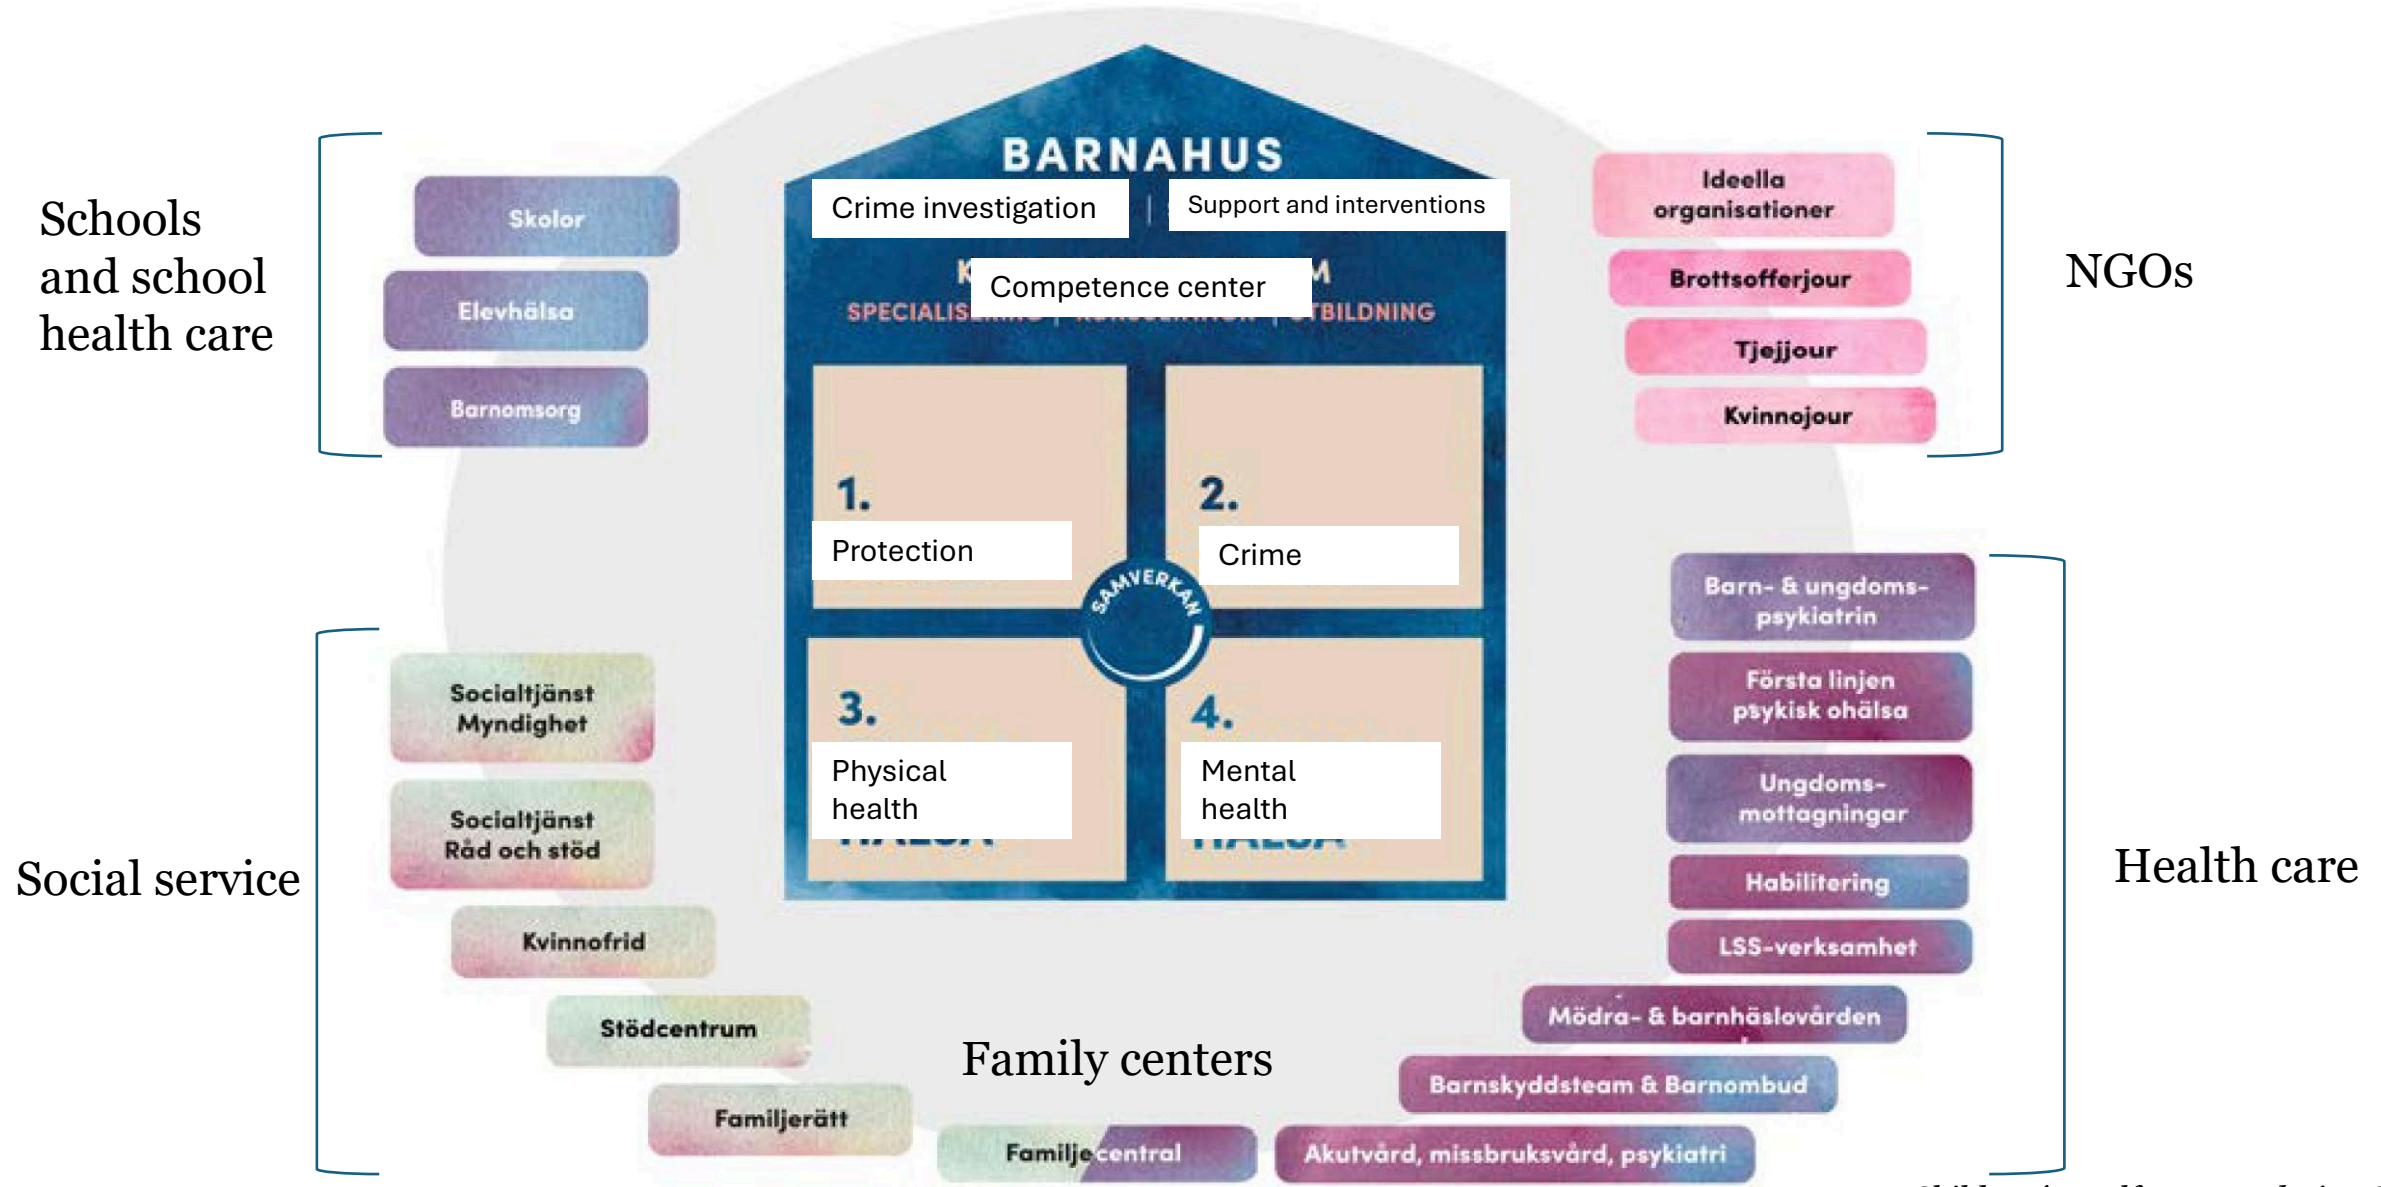 BARNAHUS
Crime investigation | Support and interventions
Competence center
SPECIALIS TBILDNING
1.
Protection
2.
Crime
SAMVERKAN
3.
Physical
health
4.
Mental
health
Schools
and school
health care
Skolor
Elevhälsa
Barnomsorg
Social service
Socialtjänst
Myndighet
Socialtjänst
Råd och stöd
Kvinnofrid
Stödcentrum
Familjerätt
Family centers
Familjecentral
NGOs
Ideella
organisationer
Brottsofferjour
Tjejjour
Kvinnojour
Health care
Barn- & ungdoms-
psykiatrin
Första linjen
psykisk ohälsa
Ungdoms-
mottagningar
Habilitering
LSS-verksamhet
Mödra- & barnhäslovården
Barnskyddsteam & Barnombud
Akutvård, missbruksvård, psykiatri